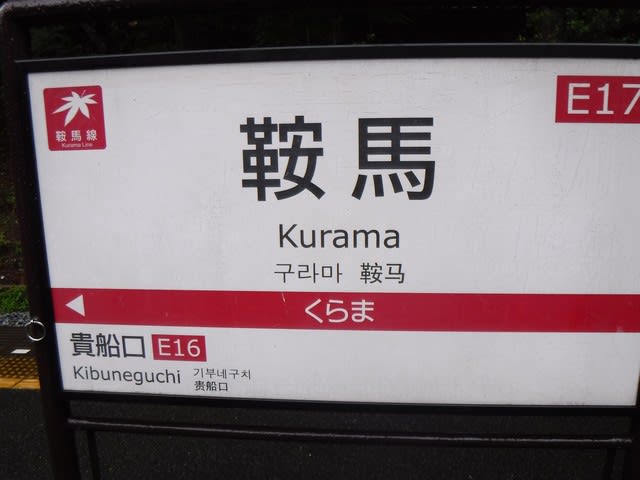 鞍馬線
Kurama Line
E17
鞍馬
Kurama
구라마 鞍马
くらま
貴船口 E16
Kibuneguchi 기부네구치
贵船口